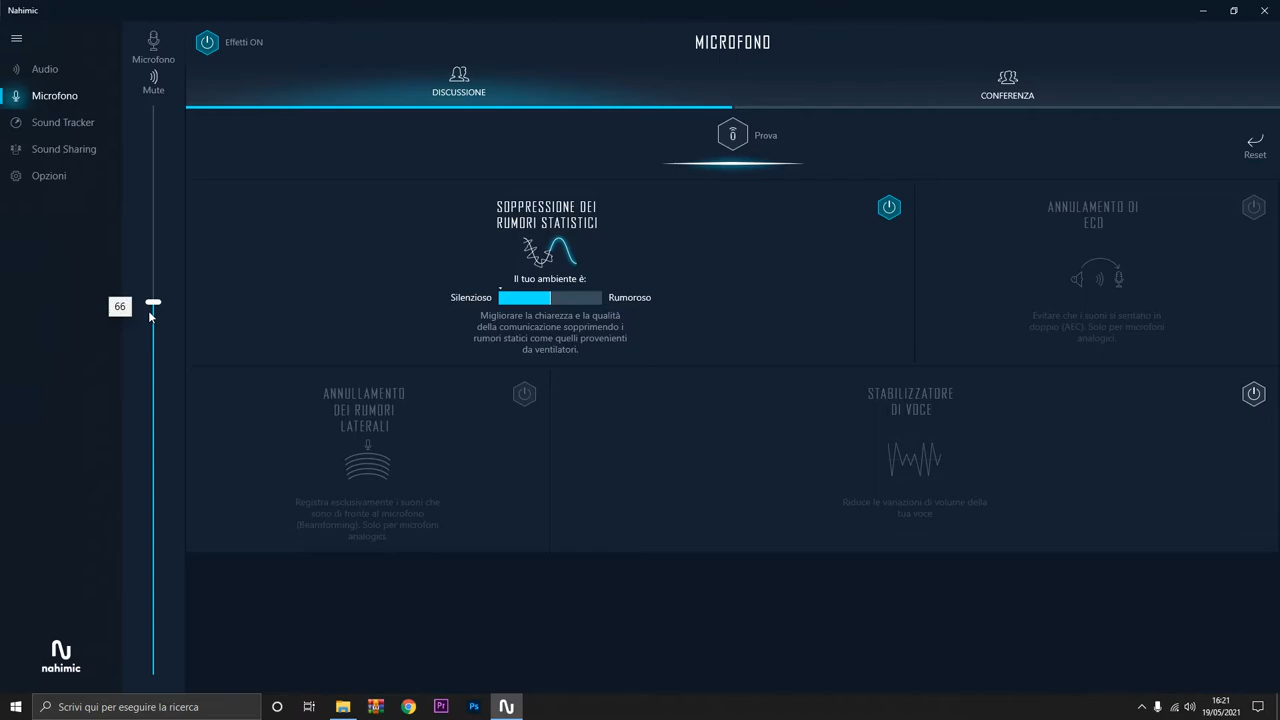 Nahimic
Audio
Microfono
Sound Tracker
Sound Sharing
Opzioni
nahimic
Microfono
Mute
66
Effetti ON
MICROFONO
DISCUSSIONE
CONFERENZA
Prova
Reset
SOPPRESSIONE DEI
RUMORI STATISTICI
Il tuo ambiente è:
Silenzioso
Rumoroso
Migliorare la chiarezza e la qualità
della comunicazione sopprimendo i
rumori statici come quelli provenienti
da ventilatori.
ANNULAMENTO DI
ECO
Evitare che i suoni si sentano in
doppio (AEC). Solo per microfoni
analogici.
ANNULLAMENTO
DEI RUMORI
LATERALI
Registra esclusivamente i suoni che
sono di fronte al microfono
(Beamforming). Solo per microfoni
analogics.
STABILIZZATORE
DI VOCE
Riduce le variazioni di volume della
tua voce
Scrivi qui per eseguire la ricerca
Pr
Ps
16:21
19/05/2021